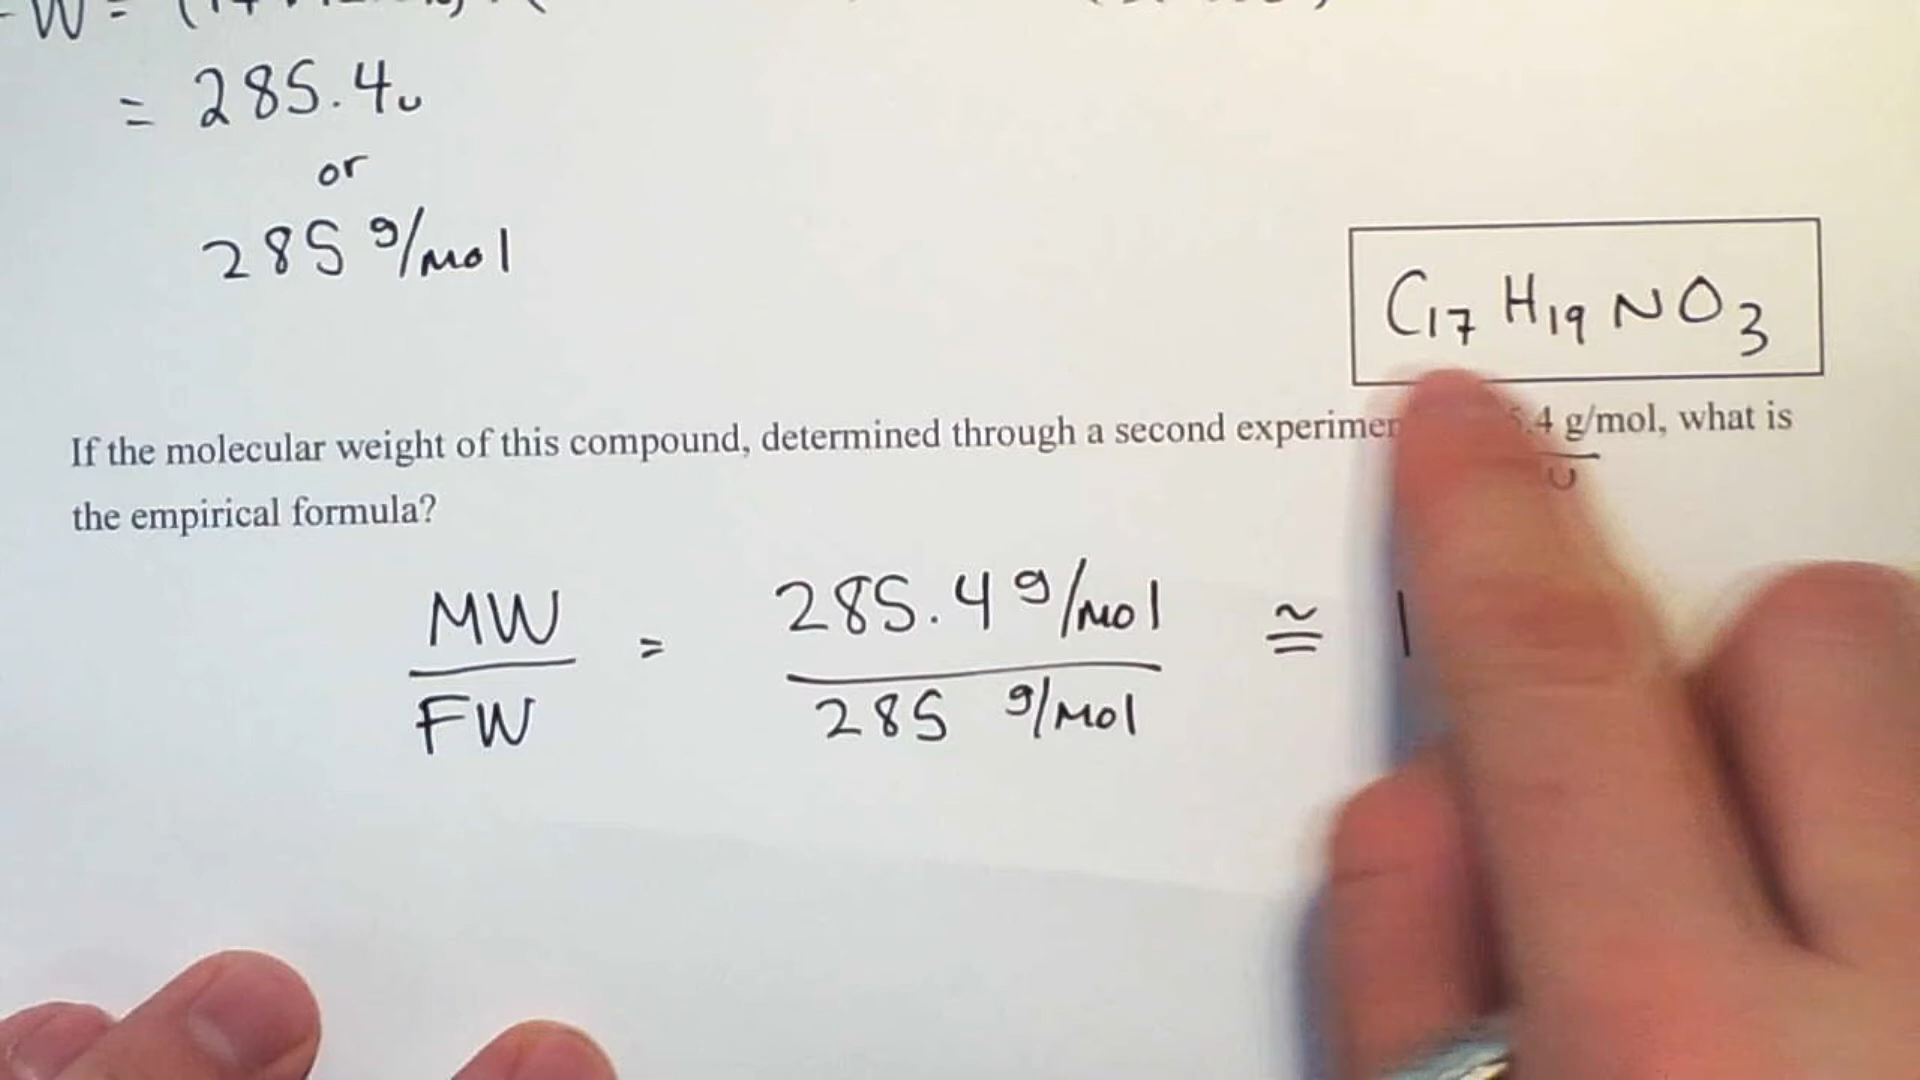 W =
= 285.4u
or
285 g/mol
C17 H19 NO3
If the molecular weight of this compound, determined through a second 5.4 g/mol, what is
the empirical formula?
MW = 285.4 g/mol ≅ 1
FW 285 g/mol